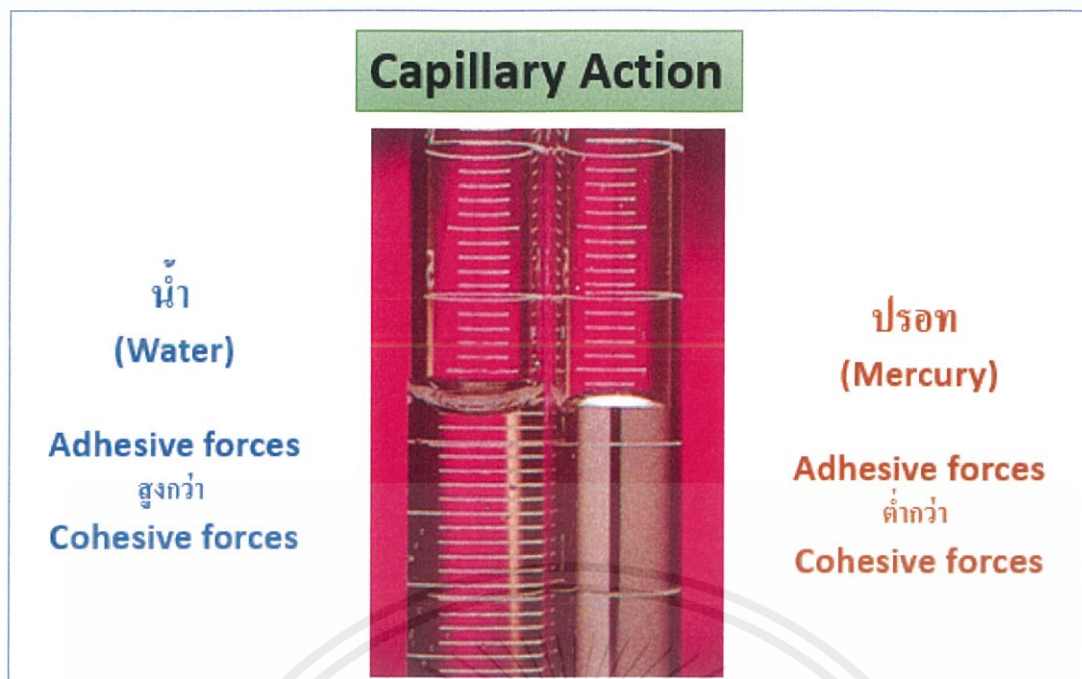 Capillary Action
น้ำ
(Water)
Adhesive forces
สูงกว่า
Cohesive forces
ปรอท
(Mercury)
Adhesive forces
ต่ำกว่า
Cohesive forces